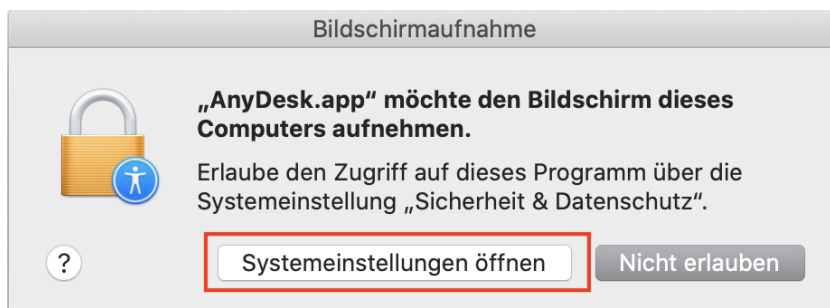 Bildschirmaufnahme
„AnyDesk.app“ möchte den Bildschirm dieses
Computers aufnehmen.
Erlaube den Zugriff auf dieses Programm über die
Systemeinstellung „Sicherheit & Datenschutz“.
?
Systemeinstellungen öffnen
Nicht erlauben